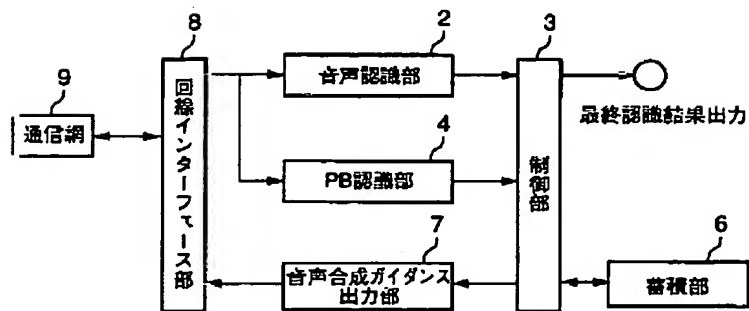 8
2
3
9
回線インターフェース部
音声認識部
最終認識結果出力
通信網
4
制御部
PB認識部
7
6
音声合成ガイダンス
出力部
蓄積部